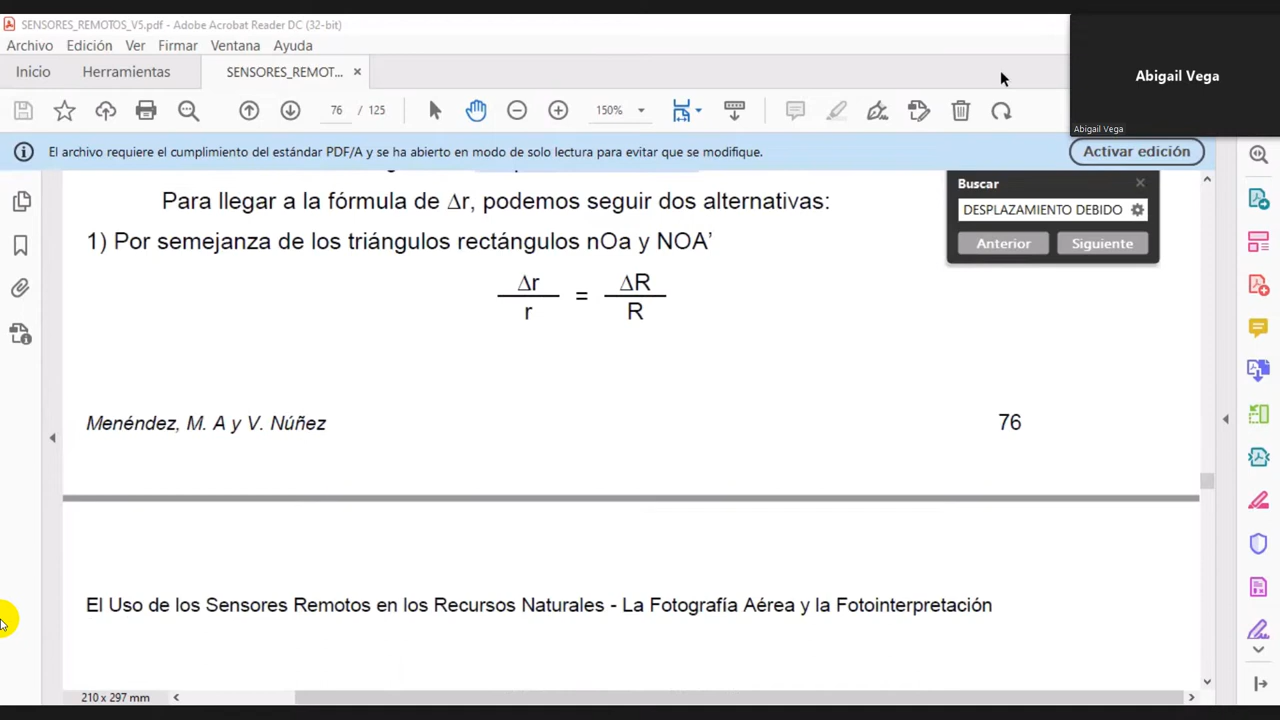 SENSORES_REMOTOS_V5.pdf - Adobe Acrobat Reader DC (32-bit)
Archivo Edición Ver Firmar Ventana Ayuda
Inicio Herramientas SENSORES_REMOT... ×
76 / 125 150%
El archivo requiere el cumplimiento del estándar PDF/A y se ha abierto en modo de solo lectura para evitar que se modifique. Activar edición
Abigail Vega
Abigail Vega
Buscar
DESPLAZAMIENTO DEBIDO
Anterior Siguiente
Para llegar a la fórmula de ∆r, podemos seguir dos alternativas:
1) Por semejanza de los triángulos rectángulos nOa y NOA’
∆r = ∆R
r R
Menéndez, M. A y V. Núñez 76
El Uso de los Sensores Remotos en los Recursos Naturales - La Fotografía Aérea y la Fotointerpretación
210 x 297 mm